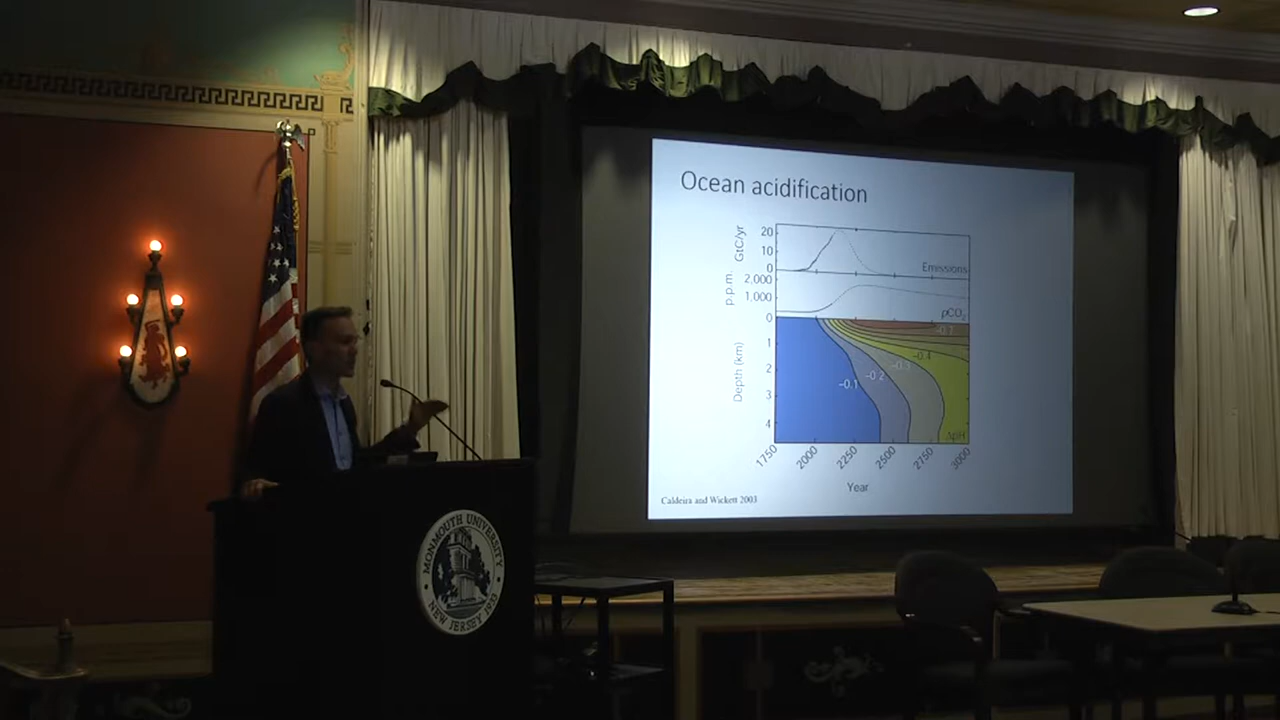 Ocean acidification
GtC/yr
20
10
0
Emissions
p.p.m.
2,000
1,000
pCO2
Depth (km)
0
1
2
3
4
-0.7
-0.4
-0.3
-0.2
-0.1
ΔpH
1750
2000
2250
2500
2750
3000
Year
Caldeira and Wickett 2003
MONMOUTH UNIVERSITY
NEW JERSEY 1933